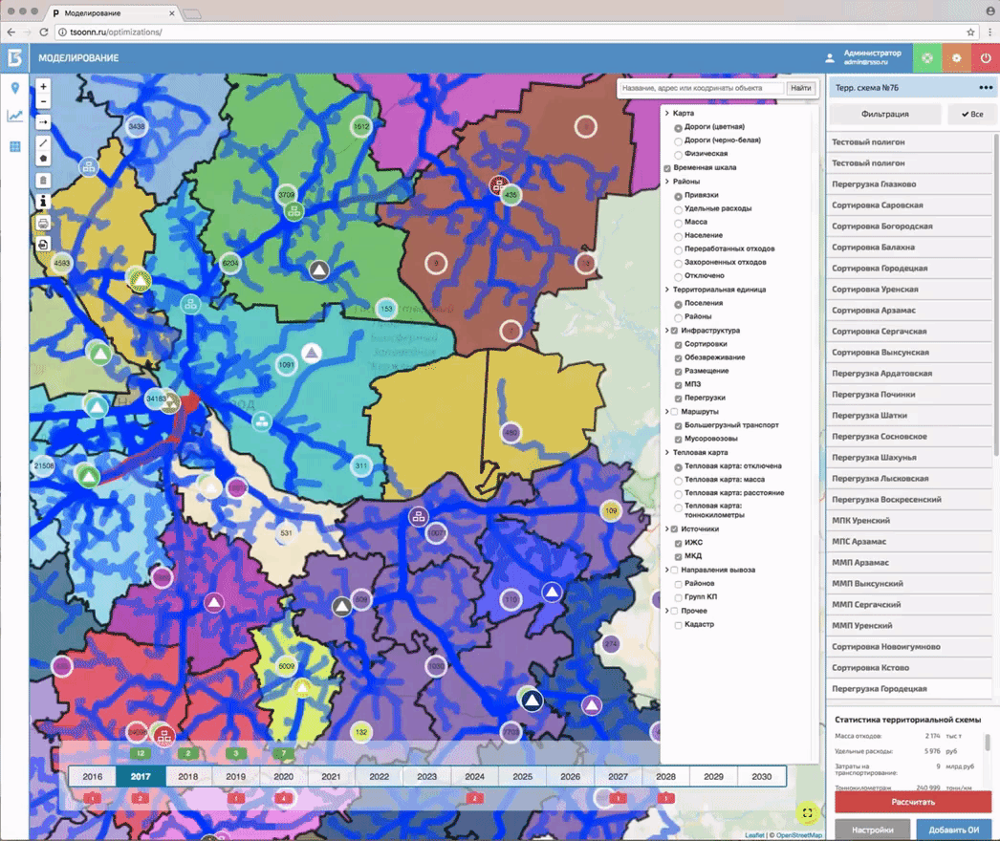 Моделирование
tsoonn.ru/optimizations/
МОДЕЛИРОВАНИЕ
Администратор
admin@rsso.ru
Название, адрес или координаты объекта
Найти
Карта
Дороги (цветная)
Дороги (черно-белая)
Физическая
Временная шкала
Районы
Привязки
Удельные расходы
Масса
Население
Переработанных отходов
Захороненных отходов
Отключено
Территориальная единица
Поселения
Районы
Инфраструктура
Сортировки
Обезвреживание
Размещение
МПЗ
Перегрузки
Маршруты
Большегрузный транспорт
Мусоровозовы
Тепловая карта
Тепловая карта: отключена
Тепловая карта: масса
Тепловая карта: расстояние
Тепловая карта:
тоннокилометры
Источники
ИЖС
МКД
Направления вывоза
Районов
Групп КП
Прочее
Кадастр
3438
1612
3709
435
4593
6204
153
1091
34163
21508
311
480
531
109
10071
508
110
274
6009
1030
132
7703
12
2
3
7
2016
2017
2018
2019
2020
2021
2022
2023
2024
2025
2026
2027
2028
2029
2030
1
2
1
4
2
1
1
Leaflet | © OpenStreetMap
Терр. схема №76
Фильтрация
Все
Тестовый полигон
Тестовый полигон
Перегрузка Глазково
Сортировка Саровская
Сортировка Богородская
Сортировка Балахна
Сортировка Городецкая
Сортировка Уренская
Сортировка Арзамас
Сортировка Сергачская
Сортировка Выксунская
Перегрузка Ардатовская
Перегрузка Починки
Перегрузка Шатки
Перегрузка Сосновское
Перегрузка Шахунья
Перегрузка Лысковская
Перегрузка Воскресенский
МПК Уренский
МПС Арзамас
ММП Арзамас
ММП Выксунский
ММП Сергачский
ММП Уренский
Сортировка Новоигумново
Сортировка Кстово
Перегрузка Городецкая
Статистика территориальной схемы
Масса отходов: 2 174 тыс т
Удельные расходы: 5 976 руб
Затраты на
транспортирование: 9 млрд руб
Тоннокилометраж 240 999 тонн/км
Рассчитать
Настройки
Добавить ОИ